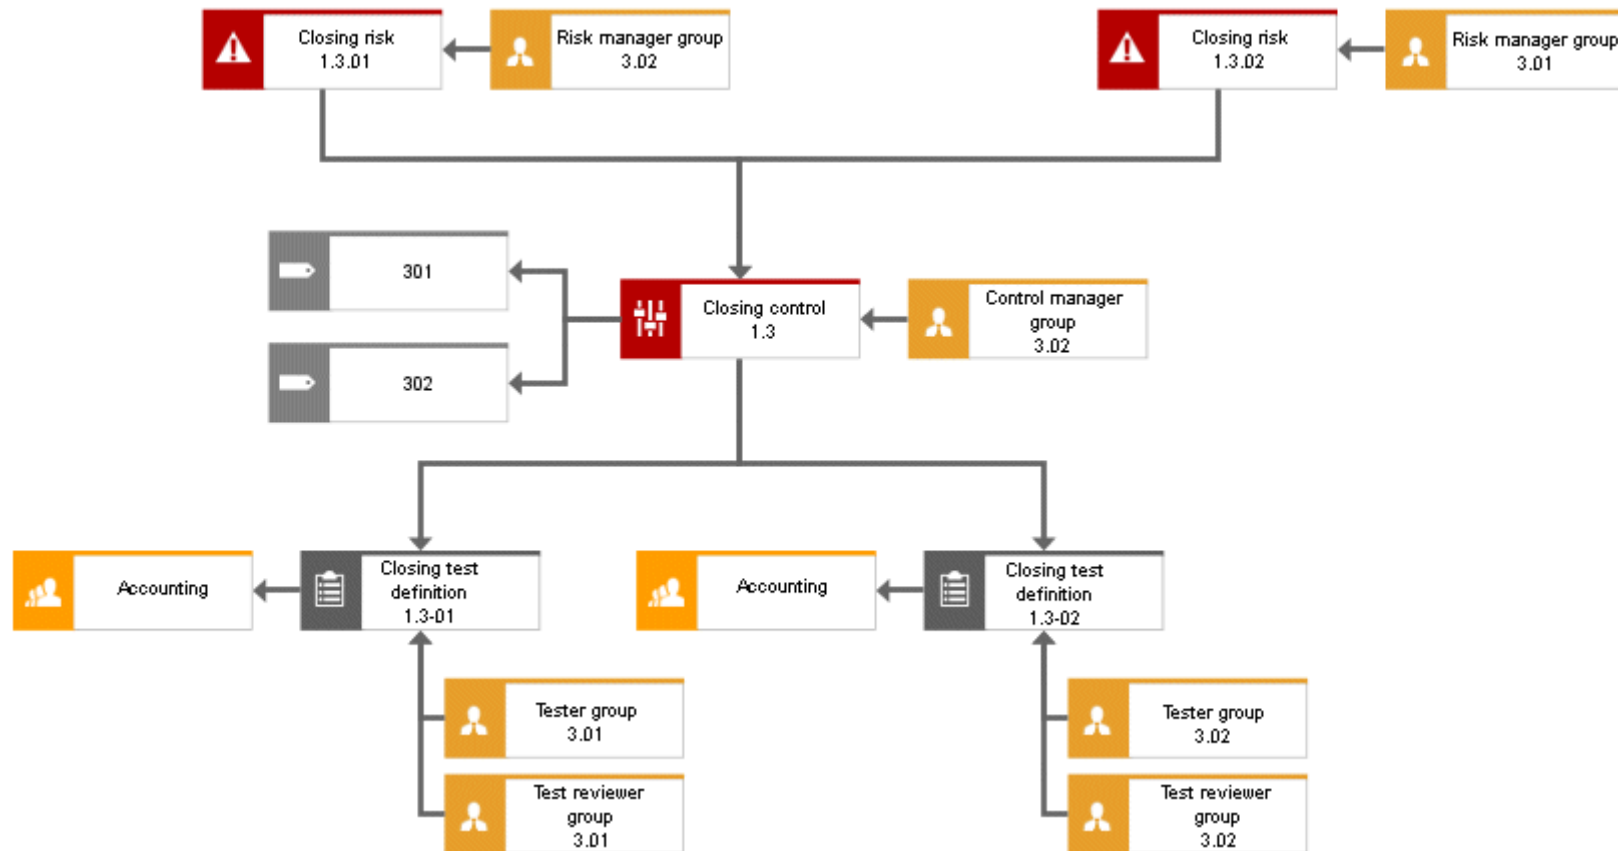 Closing risk
1.3.01
Risk manager group
3.02
Closing risk
1.3.02
Risk manager group
3.01
301
302
Closing control
1.3
Control manager
group
3.02
Accounting
Closing test
definition
1.3-01
Accounting
Closing test
definition
1.3-02
Tester group
3.01
Test reviewer
group
3.01
Tester group
3.02
Test reviewer
group
3.02